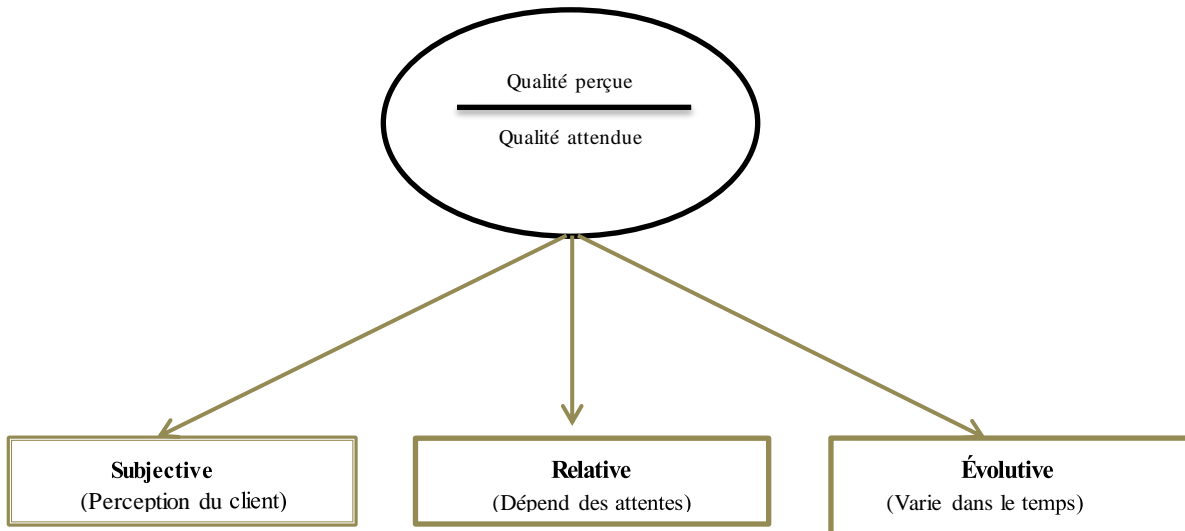 Qualité perçue
Qualité attendue
Subjective
(Perception du client)
Relative
(Dépend des attentes)
Évolutive
(Varie dans le temps)